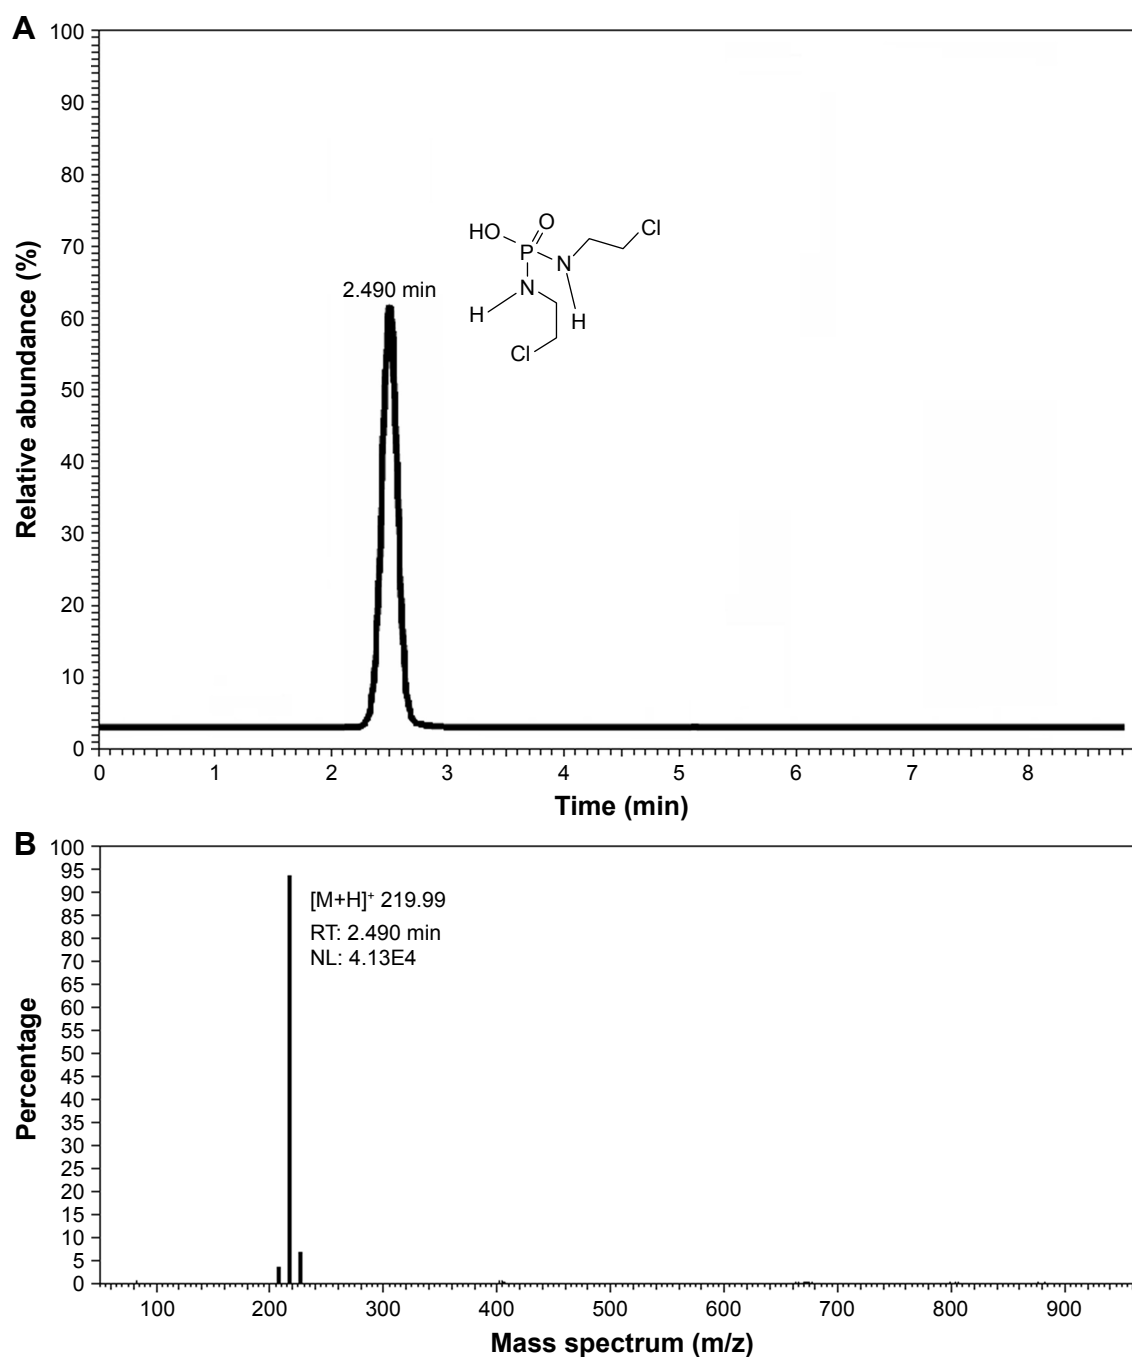 A
100
90
80
70
60
50
40
30
20
10
0
Relative abundance (%)
2.490 min
HO
O
P
N
Cl
N
H
H
Cl
0 1 2 3 4 5 6 7 8
Time (min)
B
100
95
90
85
80
75
70
65
60
55
50
45
40
35
30
25
20
15
10
5
0
Percentage
[M+H]+ 219.99
RT: 2.490 min
NL: 4.13E4
100 200 300 400 500 600 700 800 900
Mass spectrum (m/z)